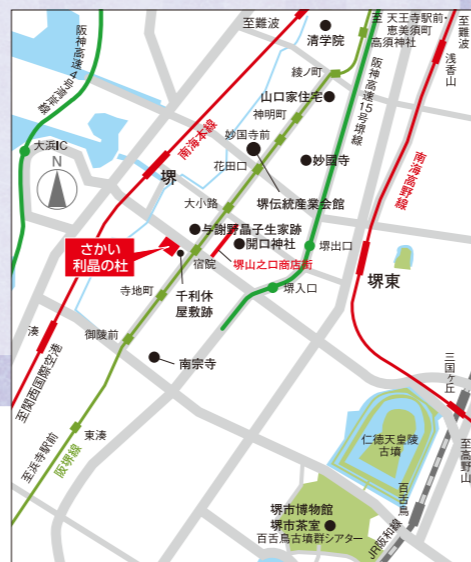 至難波
清学院
至 天王寺駅前・
恵美須町
高須神社
至難波
浅香山
阪神高速4号湾岸線
綾ノ町
阪神高速15号堺線
山口家住宅
神明町
妙国寺前
大浜IC
南海本線
妙國寺
南海高野線
N
堺
花田口
堺伝統産業会館
大小路
与謝野晶子生家跡
開口神社
堺出口
さかい
利晶の杜
宿院
堺山之口商店街
堺東
寺地町
千利休
屋敷跡
堺入口
湊
御陵前
南宗寺
三国ヶ丘
至関西国際空港
仁徳天皇陵
古墳
至高野山
東湊
阪堺線
至浜寺駅前
百舌鳥
堺市博物館
堺市茶室
百舌鳥古墳群シアター
JR阪和線